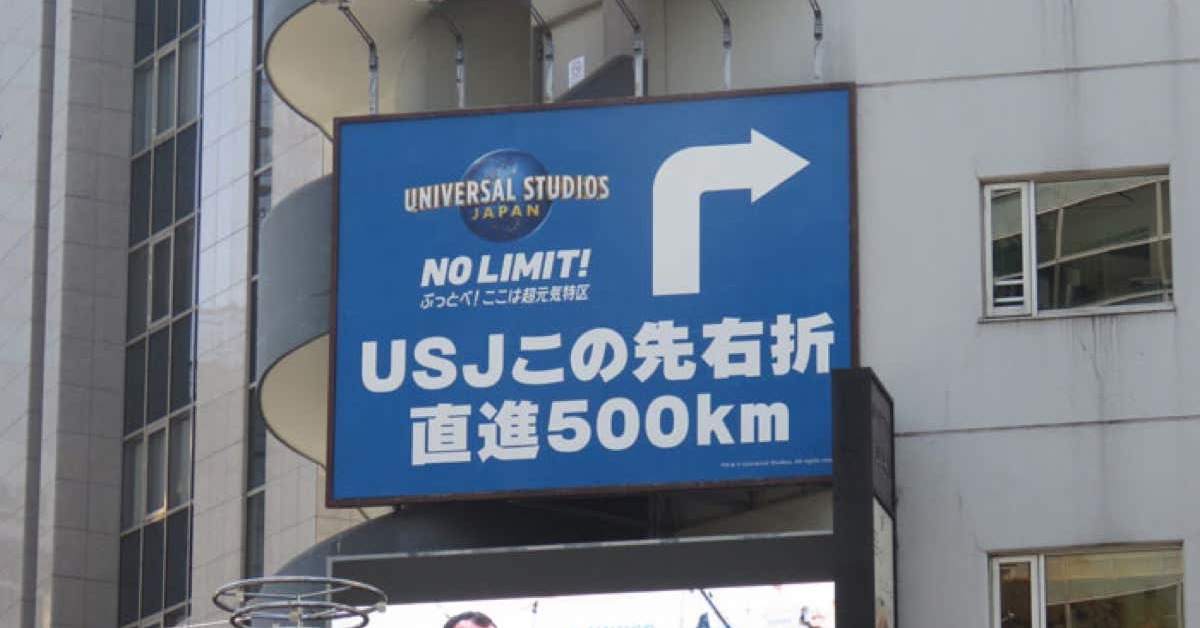 UNIVERSAL STUDIOS
JAPAN
NO LIMIT!
ぶっとべ!ここは超元気特区
USJこの先右折
直進500km